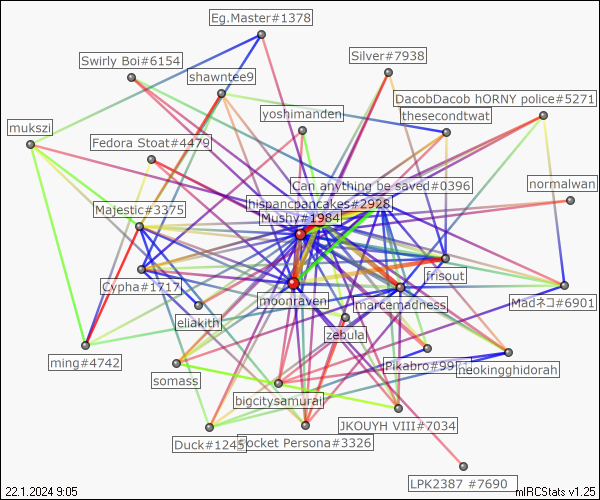 Eg.Master#1378
Silver#7938
Swirly Boi#6154
shawntee9
DacobDacob hORNY police#5271
yoshimanden
thesecondtwat
mukszi
Fedora Stoat#4479
Can anything be saved#0396
normalwan
hispancpancakes#2928
Majestic#3375
Mushy#1984
frisout
Cypha#1717
moonraven
marcemadness
Madネコ#6901
eliakith
zebula
ming#4742
Pikabro#99
neokingghidorah
somass
bigcitysamurai
JKOUYH VIII#7034
Duck#1245
ocket Persona#3326
LPK2387 #7690
22.1.2024 9:05
mIRCStats v1.25